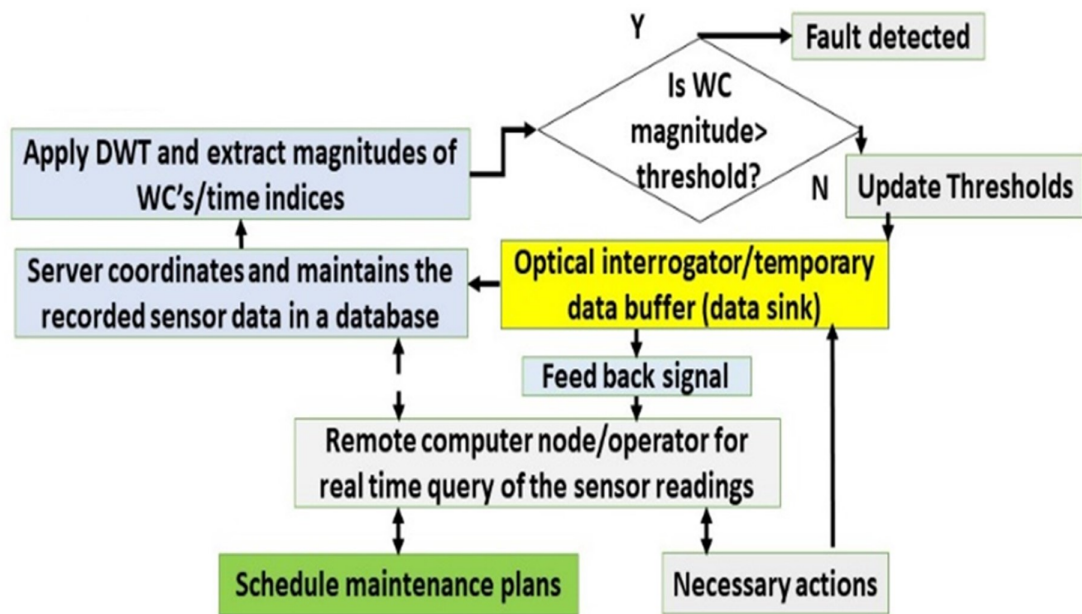 Y
Fault detected
Is WC
magnitude>
threshold?
Apply DWT and extract magnitudes of
WC's/time indices
N
Update Thresholds
Server coordinates and maintains the
recorded sensor data in a database
Optical interrogator/temporary
data buffer (data sink)
Feed back signal
Remote computer node/operator for
real time query of the sensor readings
Schedule maintenance plans
Necessary actions